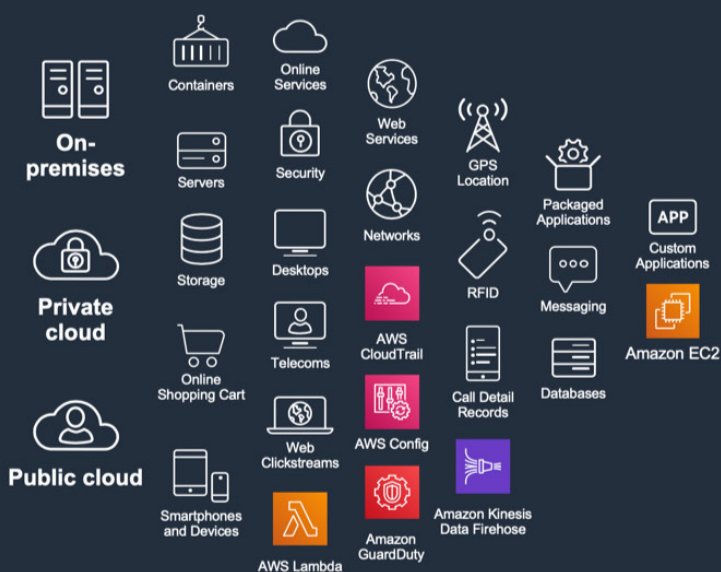 On-
premises
Private
cloud
Public cloud
Containers
Servers
Storage
Online
Shopping Cart
Smartphones
and Devices
Online
Services
Security
Desktops
Telecoms
Web
Clickstreams
AWS Lambda
Web
Services
Networks
AWS
CloudTrail
AWS Config
Amazon
GuardDuty
GPS
Location
RFID
Call Detail
Records
Amazon Kinesis
Data Firehose
Packaged
Applications
Messaging
Databases
APP
Custom
Applications
Amazon EC2